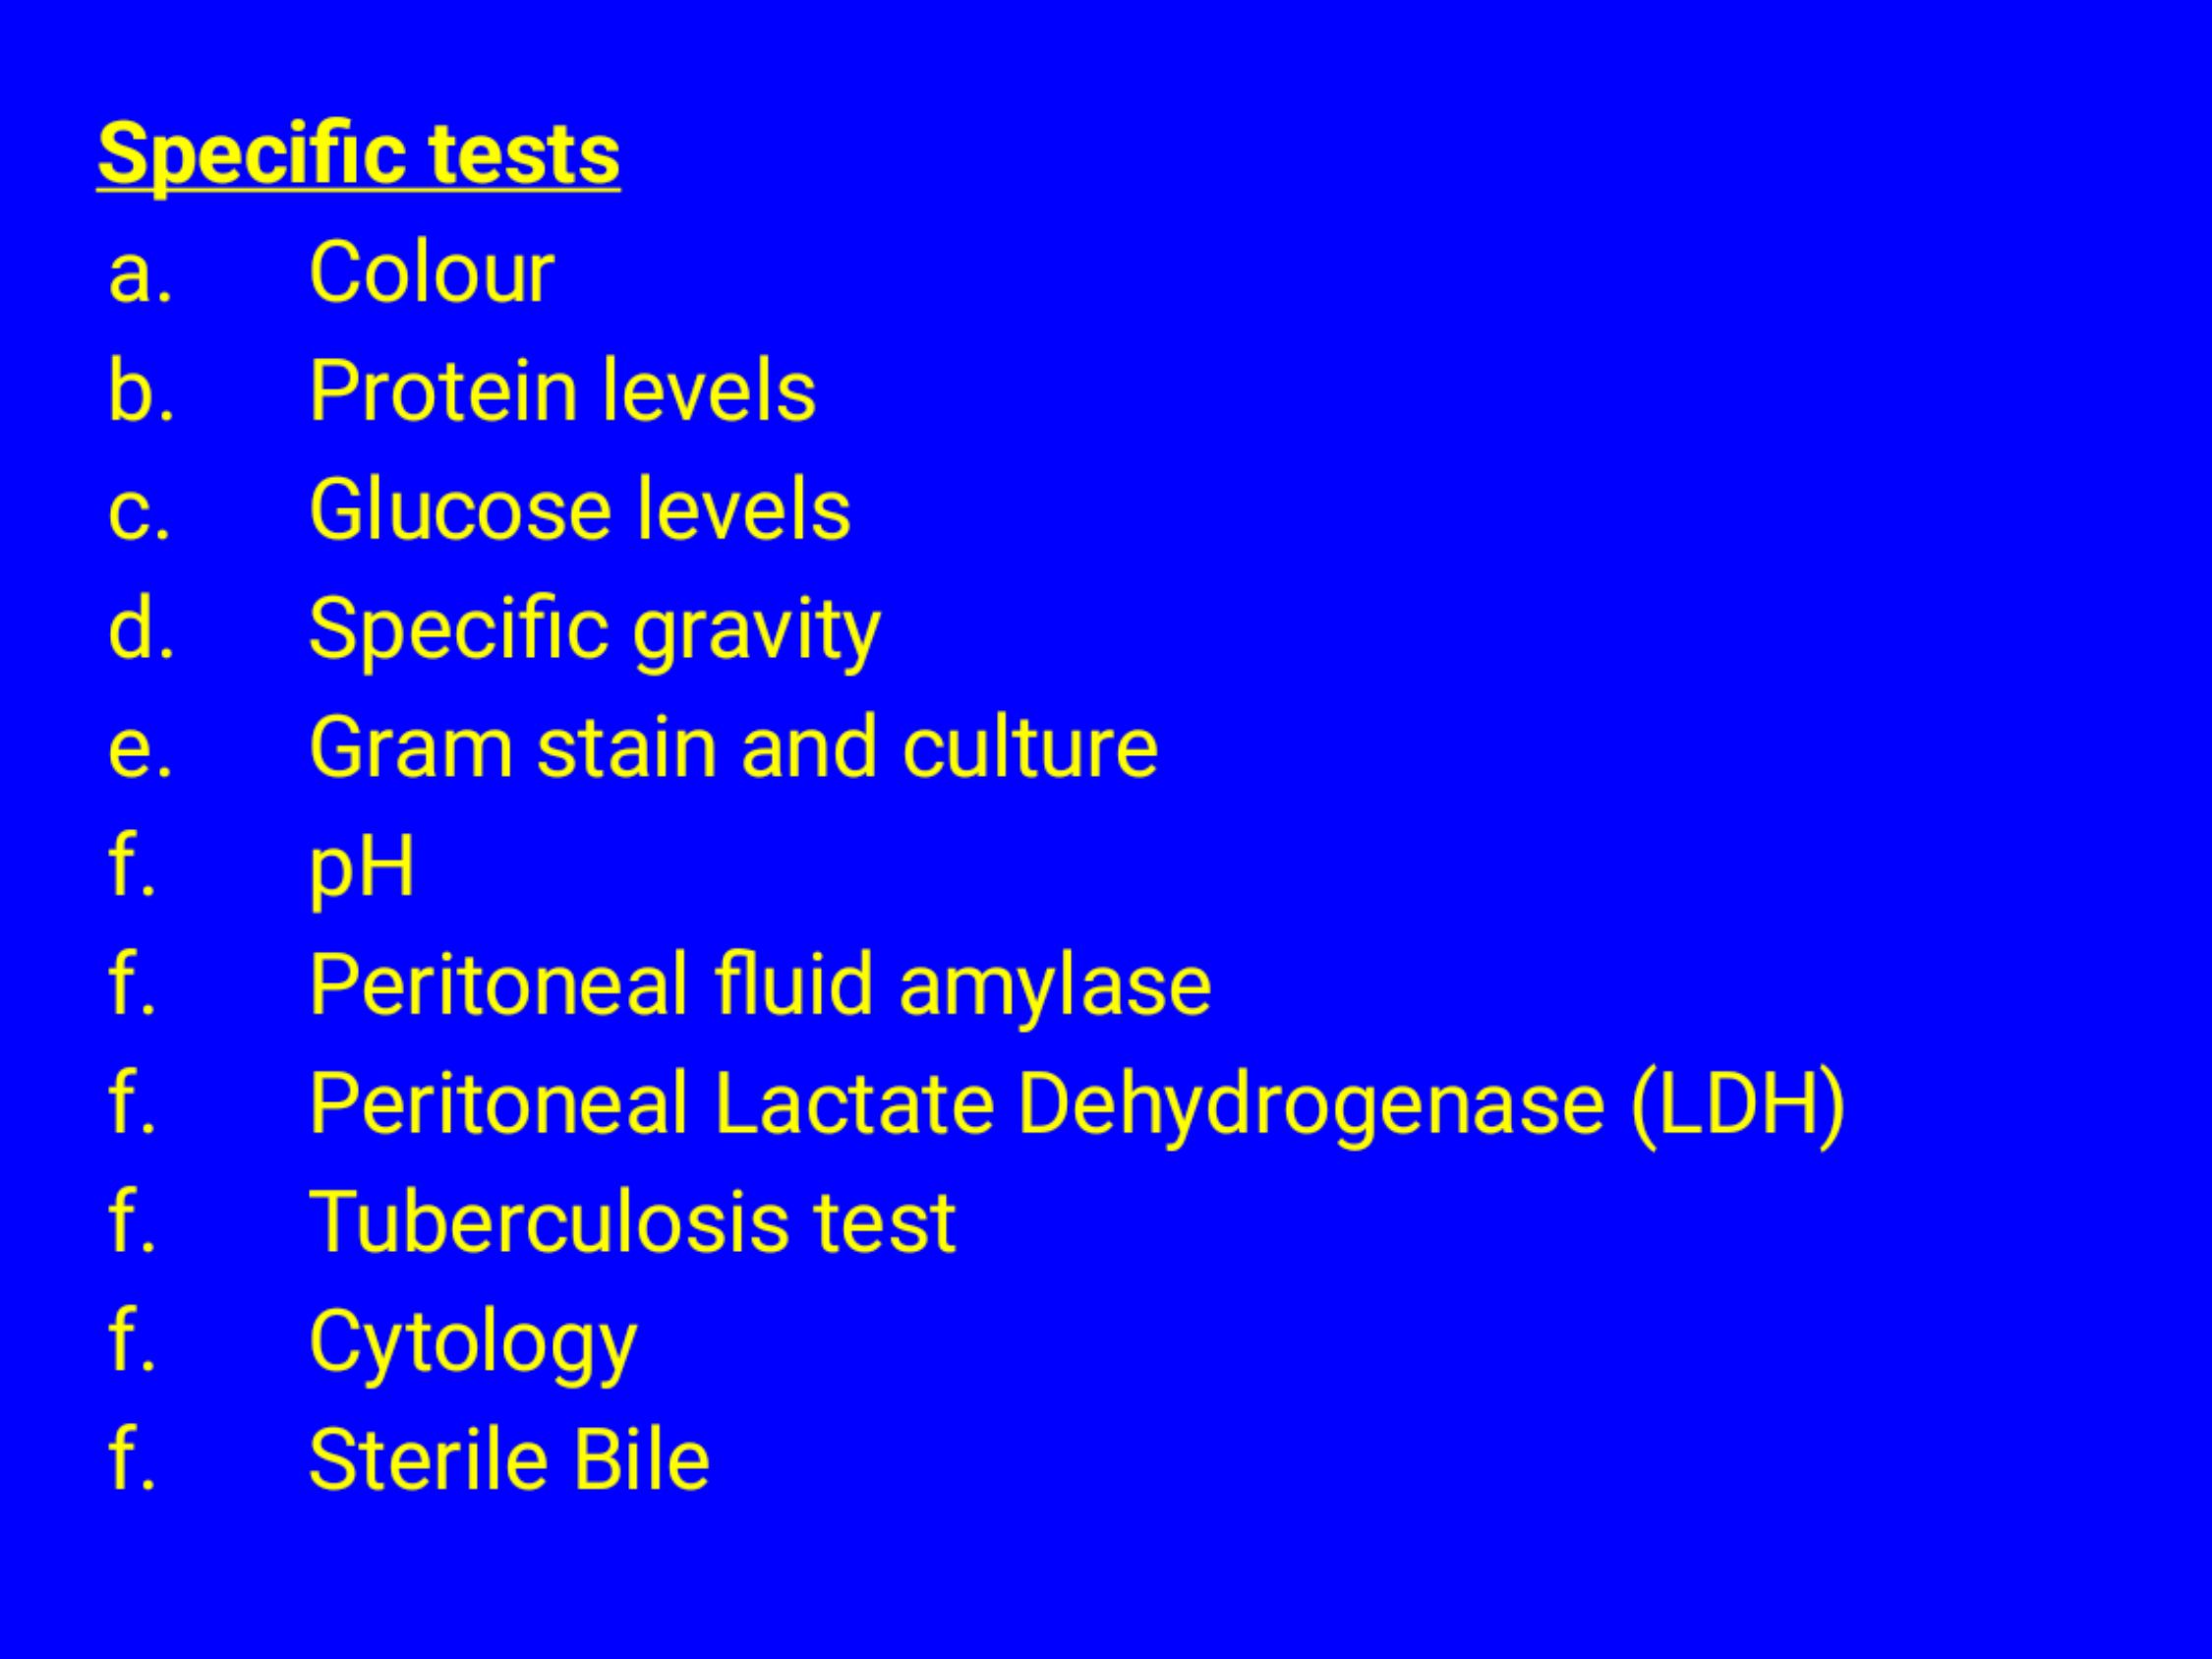 Specific tests
a. Colour
b. Protein levels
c. Glucose levels
d. Specific gravity
e. Gram stain and culture
f. pH
f. Peritoneal fluid amylase
f. Peritoneal Lactate Dehydrogenase (LDH)
f. Tuberculosis test
f. Cytology
f. Sterile Bile